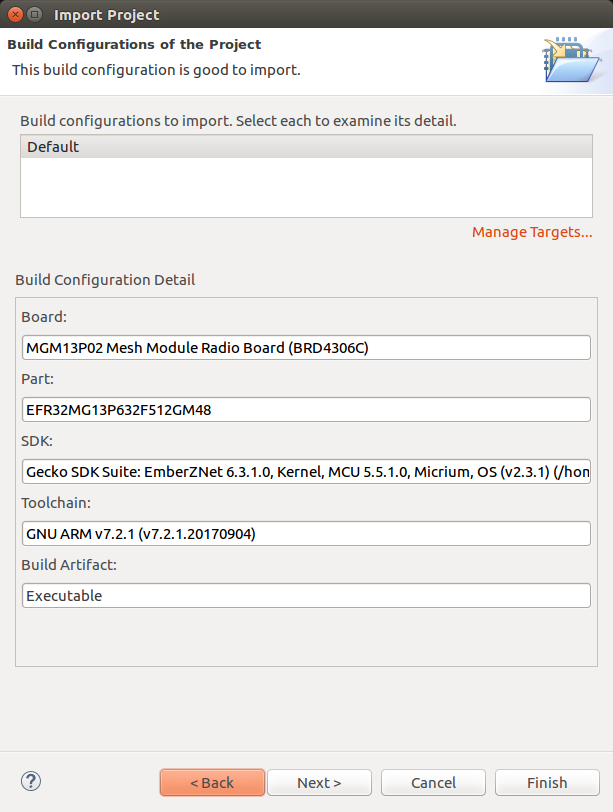 Import Project
Build Configurations of the Project
This build configuration is good to import.
Build configurations to import. Select each to examine its detail.
Default
Manage Targets...
Build Configuration Detail
Board:
MGM13P02 Mesh Module Radio Board (BRD4306C)
Part:
EFR32MG13P632F512GM48
SDK:
Gecko SDK Suite: EmberZNet 6.3.1.0, Kernel, MCU 5.5.1.0, Micrium, OS (v2.3.1) (/hon
Toolchain:
GNU ARM v7.2.1 (v7.2.1.20170904)
Build Artifact:
Executable
?
< Back
Next >
Cancel
Finish